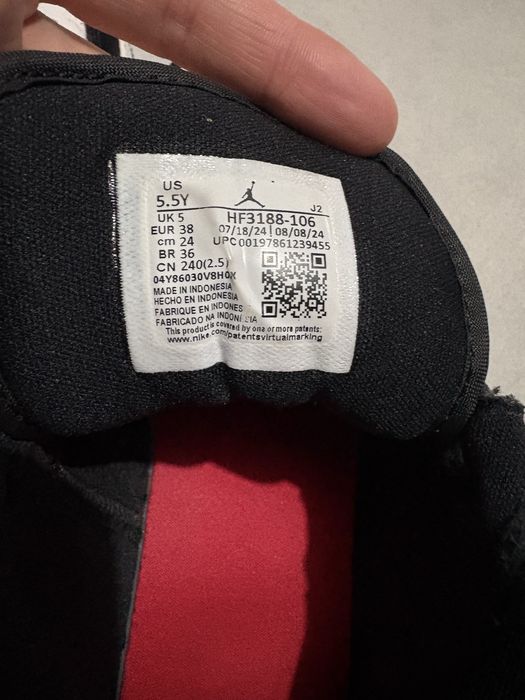 US
5.5Y
J2
UK 5 HF3188-106
EUR 38 07/18/24 08/08/24
cm 24 UPC 00197861239455
BR 36
CN 240(2.5)
MADE IN INDONESIA
HECHO EN INDONESIA
FABRIQUE EN INDONES
FABRICADO NA INDONESIA
This product is covered by one or more patents:
www.nike.com/patentsvirtualmarking